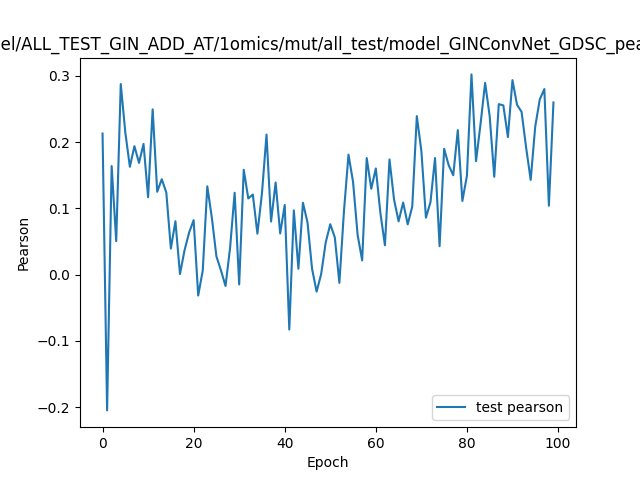 el/ALL_TEST_GIN_ADD_AT/1omics/mut/all_test/model_GINConvNet_GDSC_pea
0.3
0.2
0.1
0.0
−0.1
−0.2
Pearson
test pearson
0 20 40 60 80 100
Epoch